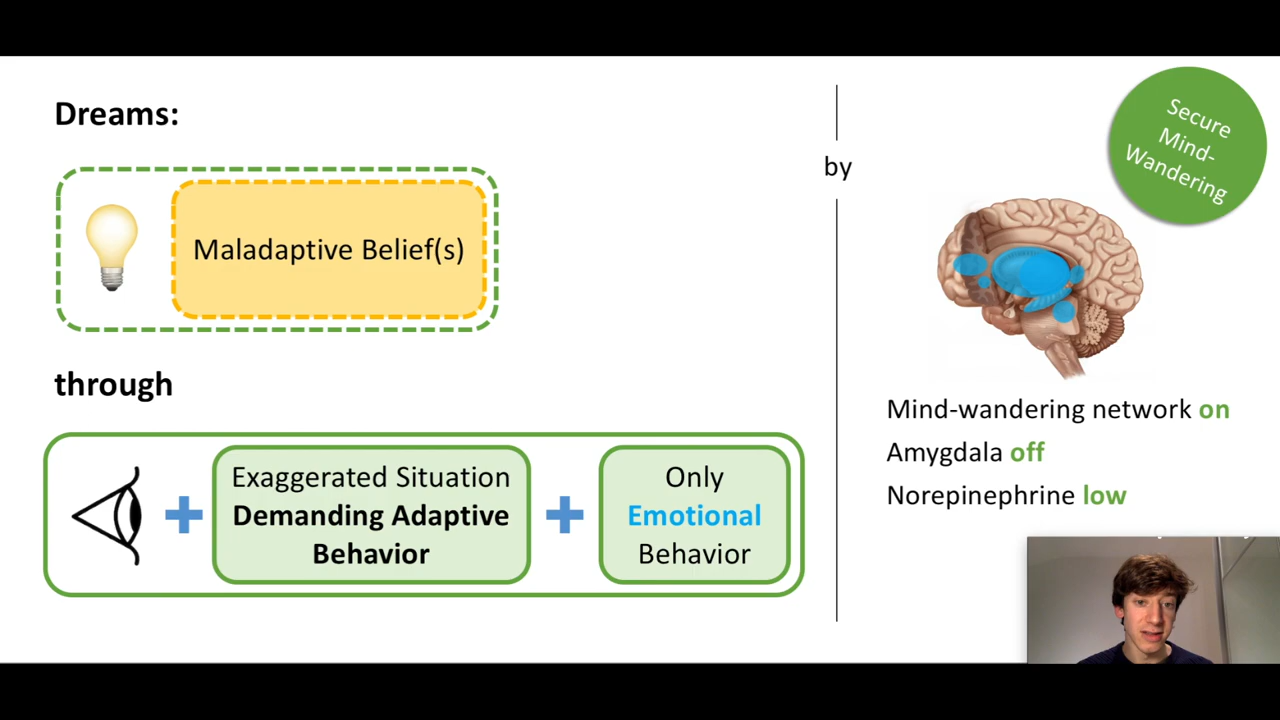 Dreams:
Maladaptive Belief(s)
through
Exaggerated Situation
Demanding Adaptive
Behavior
Only
Emotional
Behavior
by
Secure
Mind-
Wandering
Mind-wandering network on
Amygdala off
Norepinephrine low